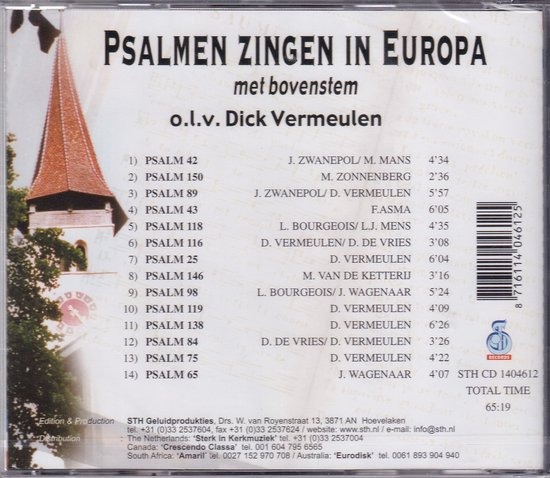 PSALMEN ZINGEN IN EUROPA
met bovenstem
o.l.v. Dick Vermeulen
1) PSALM 42 J. ZWANEPOL/ M. MANS 4'34
2) PSALM 150 M. ZONNENBERG 2'36
3) PSALM 89 J. ZWANEPOL/ D. VERMEULEN 5'57
4) PSALM 43 F.ASMA 6'05
5) PSALM 118 L. BOURGEOIS/ L.J. MENS 4'35
6) PSALM 116 D. VERMEULEN/ D. DE VRIES 3'08
7) PSALM 25 D. VERMEULEN 6'04
8) PSALM 146 M. VAN DE KETTERIJ 3'16
9) PSALM 98 L. BOURGEOIS/ J. WAGENAAR 5'24
10) PSALM 119 D. VERMEULEN 4'09
11) PSALM 138 D. VERMEULEN 6'26
12) PSALM 84 D. DE VRIES/ D. VERMEULEN 3'26
13) PSALM 75 D. VERMEULEN 4'22
14) PSALM 65 J. WAGENAAR 4'07
8 716114 046125
RECORDS
STH CD 1404612
TOTAL TIME
65:19
Edition & Production STH Geluidprodukties, Drs. W. van Royenstraat 13, 3871 AN Hoevelaken
tel. +31 (0)33 2537604, fax +31 (0)33 2537624 / website: www.sth.nl / e-mail: info@sth.nl
Distribution The Netherlands: 'Sterk in Kerkmuziek' tel. +31 (0)33 2537004
Canada: 'Crescendo Classa' tel. 001 604 795 6565
South Africa: 'Amaril' tel. 0027 152 970 708 / Australia: 'Eurodisk' tel. 0061 893 904 940